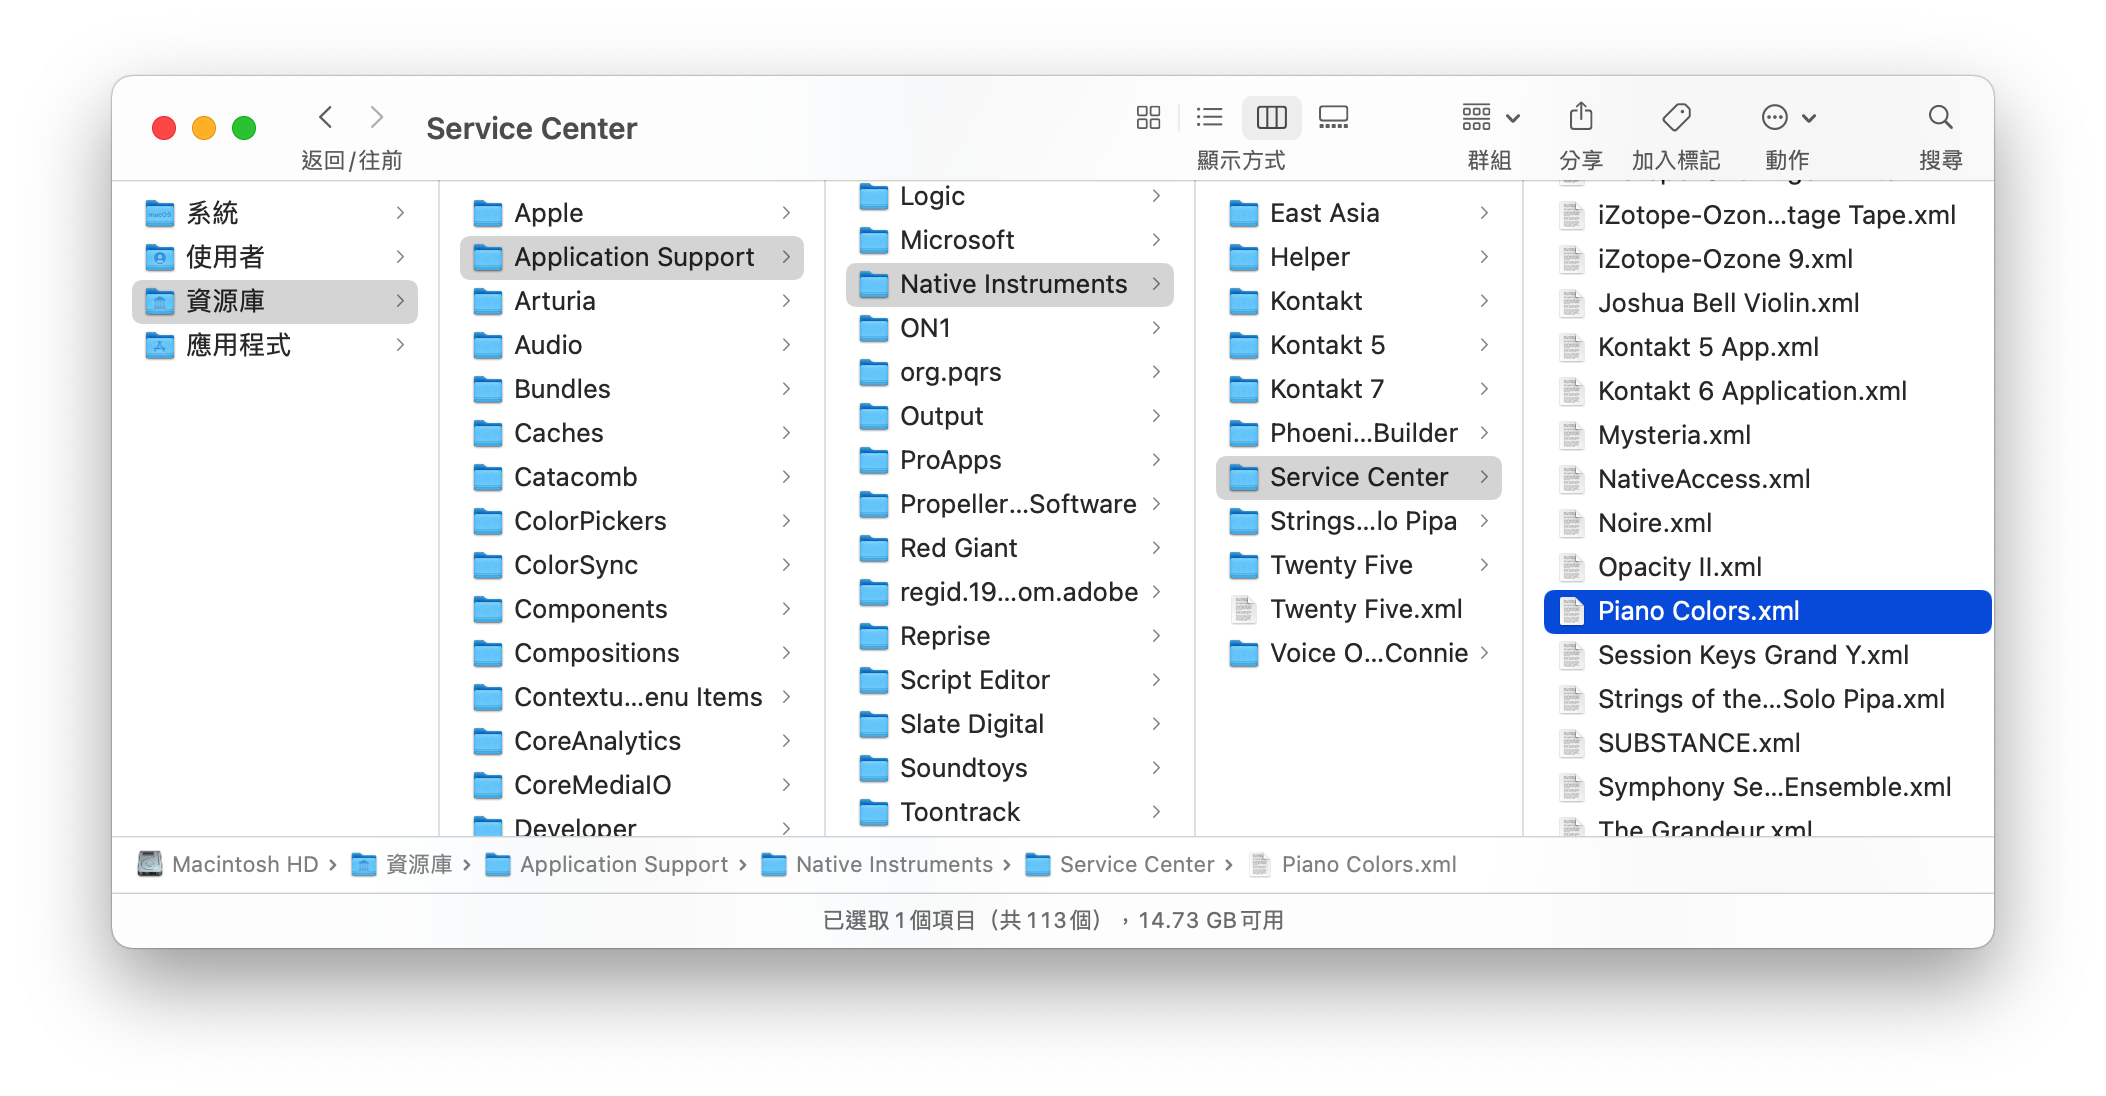 Service Center
返回/往前
顯示方式
群組
分享
加入標記
動作
搜尋
系統
使用者
資源庫
應用程式
Apple
Application Support
Arturia
Audio
Bundles
Caches
Catacomb
ColorPickers
ColorSync
Components
Compositions
Contextu...enu Items
CoreAnalytics
CoreMediaIO
Developer
Logic
Microsoft
Native Instruments
ON1
org.pqrs
Output
ProApps
Propeller...Software
Red Giant
regid.19...om.adobe
Reprise
Script Editor
Slate Digital
Soundtoys
Toontrack
East Asia
Helper
Kontakt
Kontakt 5
Kontakt 7
Phoeni...Builder
Service Center
Strings...lo Pipa
Twenty Five
Twenty Five.xml
Voice O...Connie
iZotope-Ozon...tage Tape.xml
iZotope-Ozone 9.xml
Joshua Bell Violin.xml
Kontakt 5 App.xml
Kontakt 6 Application.xml
Mysteria.xml
NativeAccess.xml
Noire.xml
Opacity II.xml
Piano Colors.xml
Session Keys Grand Y.xml
Strings of the...Solo Pipa.xml
SUBSTANCE.xml
Symphony Se...Ensemble.xml
The Grandeur.xml
Macintosh HD › 資源庫 › Application Support › Native Instruments › Service Center › Piano Colors.xml
已選取 1 個項目（共 113 個），14.73 GB 可用